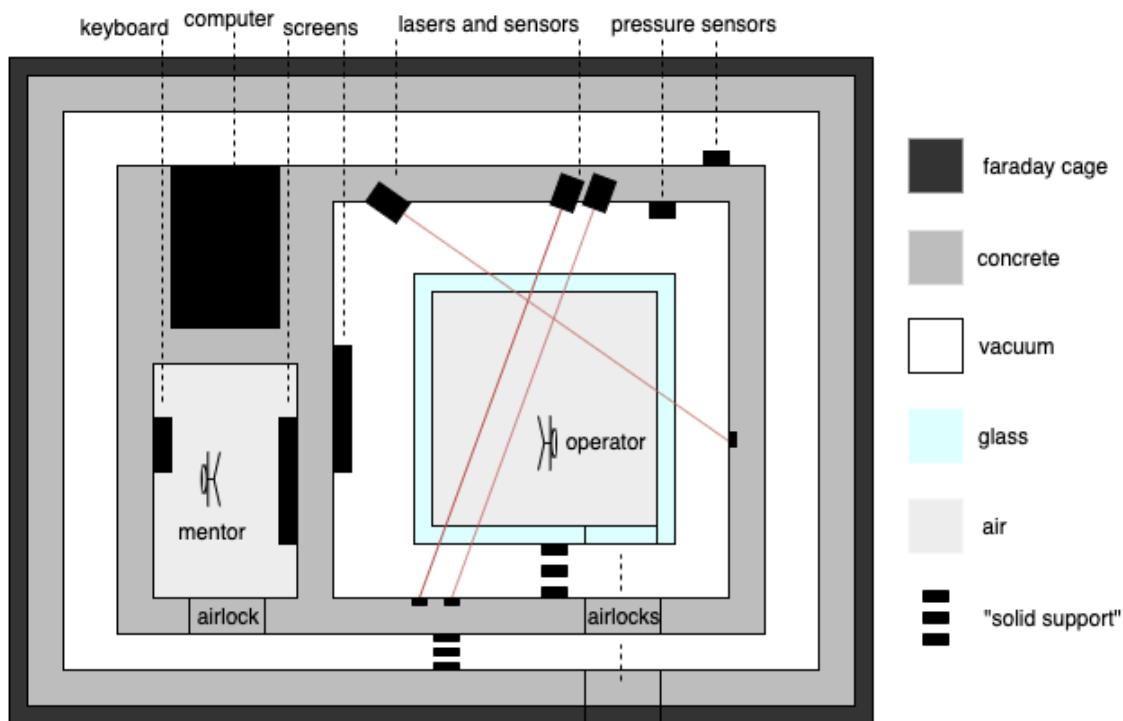 keyboard
computer
screens
lasers and sensors
pressure sensors
faraday cage
concrete
vacuum
glass
operator
mentor
air
airlock
airlocks
"solid support"